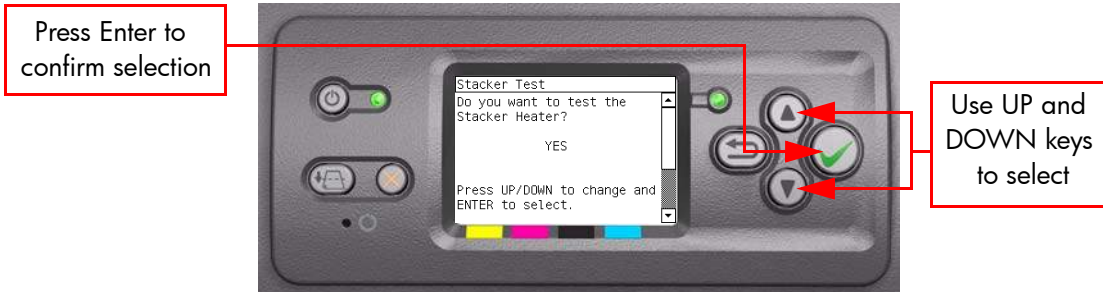 Press Enter to
confirm selection
Stacker Test
Do you want to test the
Stacker Heater?
YES
Press UP/DOWN to change and
ENTER to select.
Use UP and
DOWN keys
to select